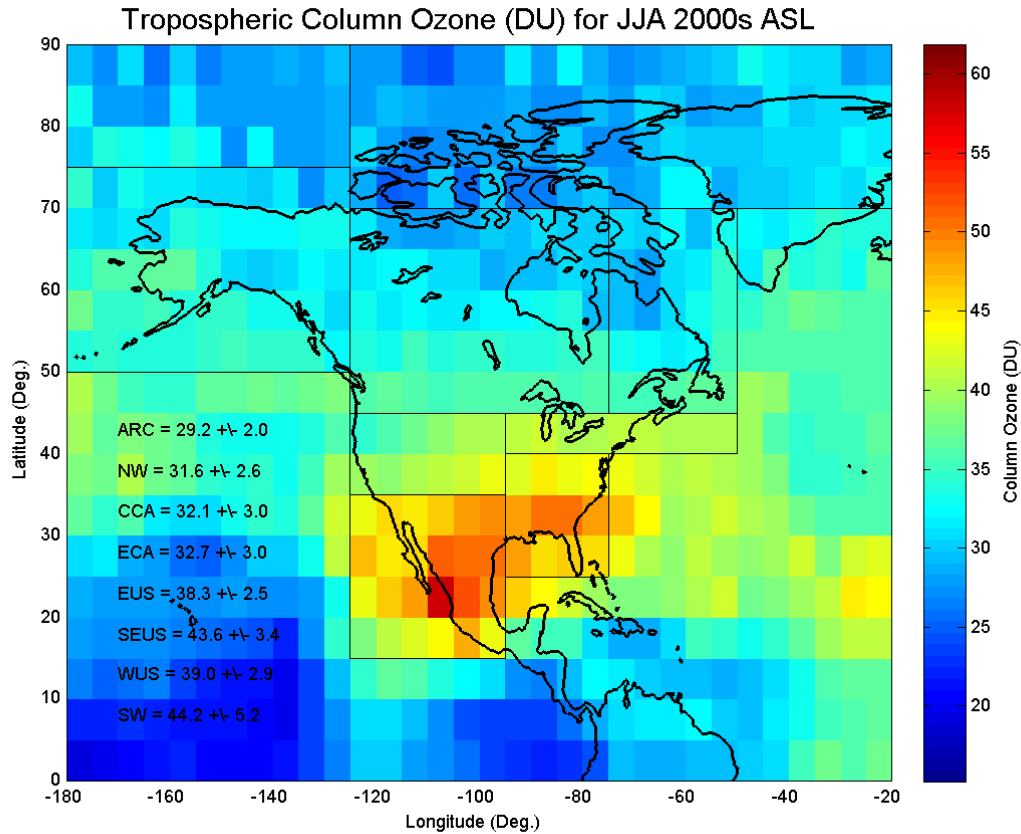 Tropospheric Column Ozone (DU) for JJA 2000s ASL
90
80
70
60
50
40
30
20
10
0
Latitude (Deg.)
ARC = 29.2 +\- 2.0
NW = 31.6 +\- 2.6
CCA = 32.1 +\- 3.0
ECA = 32.7 +\- 3.0
EUS = 38.3 +\- 2.5
SEUS = 43.6 +\- 3.4
WUS = 39.0 +\- 2.9
SW = 44.2 +\- 5.2
-180 -160 -140 -120 -100 -80 -60 -40 -20
Longitude (Deg.)
60
55
50
45
40
35
30
25
20
Column Ozone (DU)